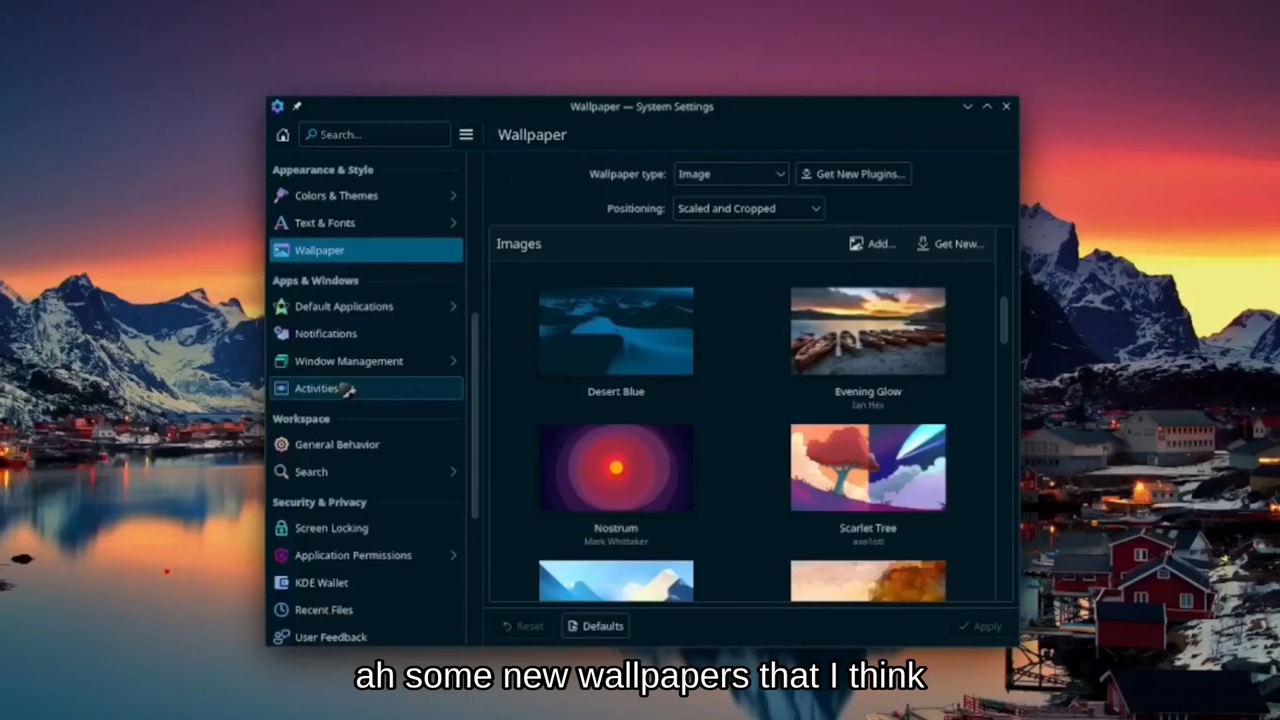 Wallpaper — System Settings
Search...
Wallpaper
Appearance & Style
Colors & Themes
Text & Fonts
Wallpaper
Apps & Windows
Default Applications
Notifications
Window Management
Activities
Workspace
General Behavior
Search
Security & Privacy
Screen Locking
Application Permissions
KDE Wallet
Recent Files
User Feedback
Wallpaper type: Image Get New Plugins...
Positioning: Scaled and Cropped
Images Add... Get New...
Desert Blue
Evening Glow
Ian Hex
Nostrum
Mark Whittaker
Scarlet Tree
axo1otl
Reset Defaults Apply
ah some new wallpapers that I think